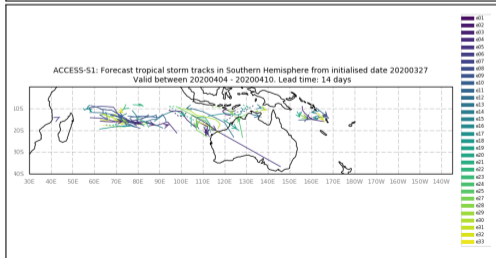 ACCESS-S1: Forecast tropical storm tracks in Southern Hemisphere from initialised date 20200327
Valid between 20200404 - 20200410. Lead time: 14 days
10S
20S
30S
40S
30E 40E 50E 60E 70E 80E 90E 100E 110E 120E 130E 140E 150E 160E 170E 180W 170W 160W 150W 140W
e01
e02
e03
e04
e05
e06
e07
e08
e09
e10
e11
e12
e13
e14
e15
e16
e17
e18
e19
e20
e21
e22
e23
e24
e25
e27
e28
e29
e30
e31
e32
e33